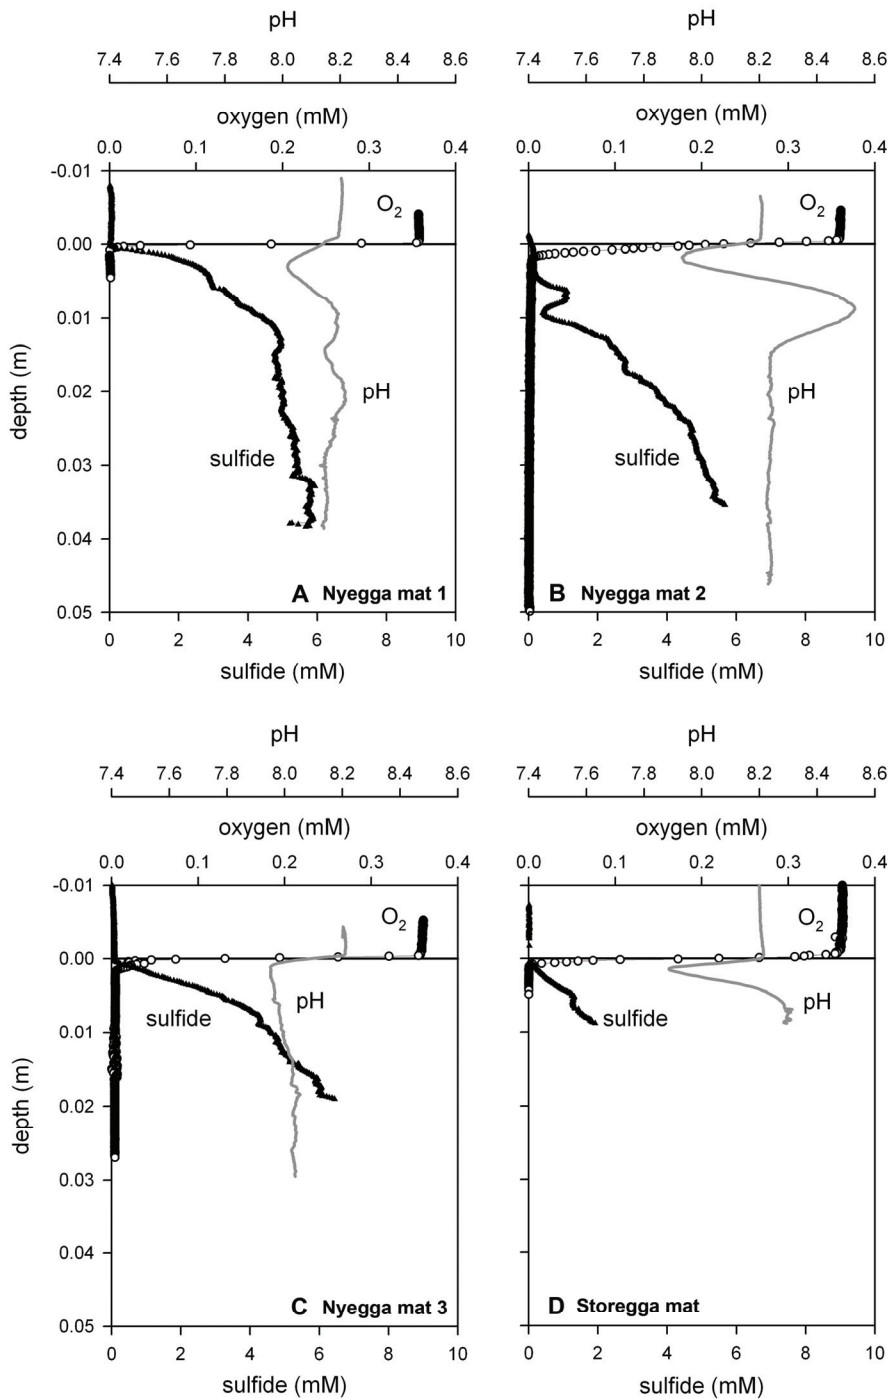 pH pH
7.4 7.6 7.8 8.0 8.2 8.4 8.6 7.4 7.6 7.8 8.0 8.2 8.4 8.6
oxygen (mM) oxygen (mM)
0.0 0.1 0.2 0.3 0.4 0.0 0.1 0.2 0.3 0.4
-0.01
O2 O2
0.00
0.01
depth (m)
0.02
pH pH
sulfide sulfide
0.03
0.04
A Nyegga mat 1 B Nyegga mat 2
0.05
0 2 4 6 8 10 0 2 4 6 8 10
sulfide (mM) sulfide (mM)
pH pH
7.4 7.6 7.8 8.0 8.2 8.4 8.6 7.4 7.6 7.8 8.0 8.2 8.4 8.6
oxygen (mM) oxygen (mM)
0.0 0.1 0.2 0.3 0.4 0.0 0.1 0.2 0.3 0.4
-0.01
O2 O2
0.00
pH pH
sulfide sulfide
0.01
depth (m)
0.02
0.03
0.04
C Nyegga mat 3 D Storegga mat
0.05
0 2 4 6 8 10 0 2 4 6 8 10
sulfide (mM) sulfide (mM)